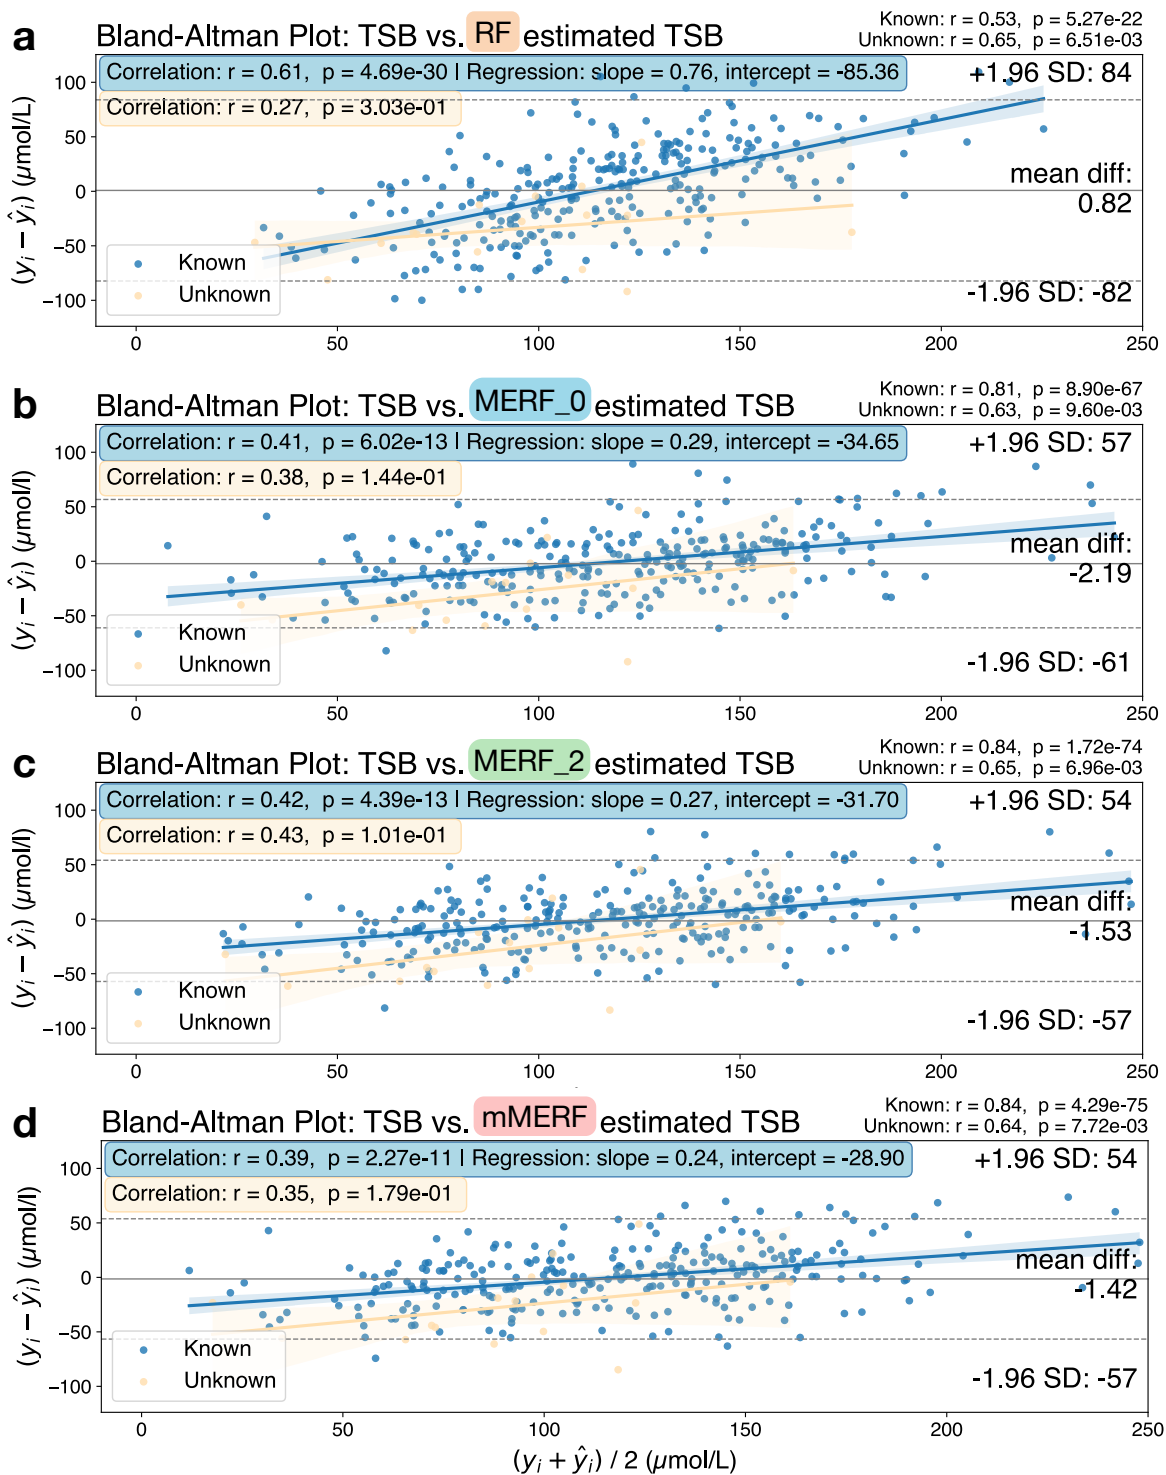 a
Bland-Altman Plot: TSB vs. RF estimated TSB
Known: r = 0.53, p = 5.27e-22
Unknown: r = 0.65, p = 6.51e-03
Correlation: r = 0.61, p = 4.69e-30 | Regression: slope = 0.76, intercept = -85.36
+1.96 SD: 84
Correlation: r = 0.27, p = 3.03e-01
mean diff:
0.82
-1.96 SD: -82
Known
Unknown
100
50
0
−50
−100
(yᵢ − ŷᵢ) (μmol/L)
0 50 100 150 200 250
b
Bland-Altman Plot: TSB vs. MERF_0 estimated TSB
Known: r = 0.81, p = 8.90e-67
Unknown: r = 0.63, p = 9.60e-03
Correlation: r = 0.41, p = 6.02e-13 | Regression: slope = 0.29, intercept = -34.65
+1.96 SD: 57
Correlation: r = 0.38, p = 1.44e-01
mean diff:
-2.19
-1.96 SD: -61
Known
Unknown
100
50
0
−50
−100
(yᵢ − ŷᵢ) (μmol/l)
0 50 100 150 200 250
c
Bland-Altman Plot: TSB vs. MERF_2 estimated TSB
Known: r = 0.84, p = 1.72e-74
Unknown: r = 0.65, p = 6.96e-03
Correlation: r = 0.42, p = 4.39e-13 | Regression: slope = 0.27, intercept = -31.70
+1.96 SD: 54
Correlation: r = 0.43, p = 1.01e-01
mean diff:
-1.53
-1.96 SD: -57
Known
Unknown
100
50
0
−50
−100
(yᵢ − ŷᵢ) (μmol/l)
0 50 100 150 200 250
d
Bland-Altman Plot: TSB vs. mMERF estimated TSB
Known: r = 0.84, p = 4.29e-75
Unknown: r = 0.64, p = 7.72e-03
Correlation: r = 0.39, p = 2.27e-11 | Regression: slope = 0.24, intercept = -28.90
+1.96 SD: 54
Correlation: r = 0.35, p = 1.79e-01
mean diff:
-1.42
-1.96 SD: -57
Known
Unknown
100
50
0
−50
−100
(yᵢ − ŷᵢ) (μmol/l)
0 50 100 150 200 250
(yᵢ + ŷᵢ) / 2 (μmol/L)